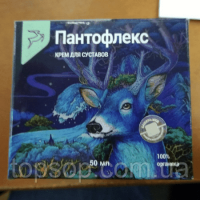 Пантофлекс
КРЕМ ДЛЯ СУСТАВОВ
50 мл
100%
органика
topsop.com.ua